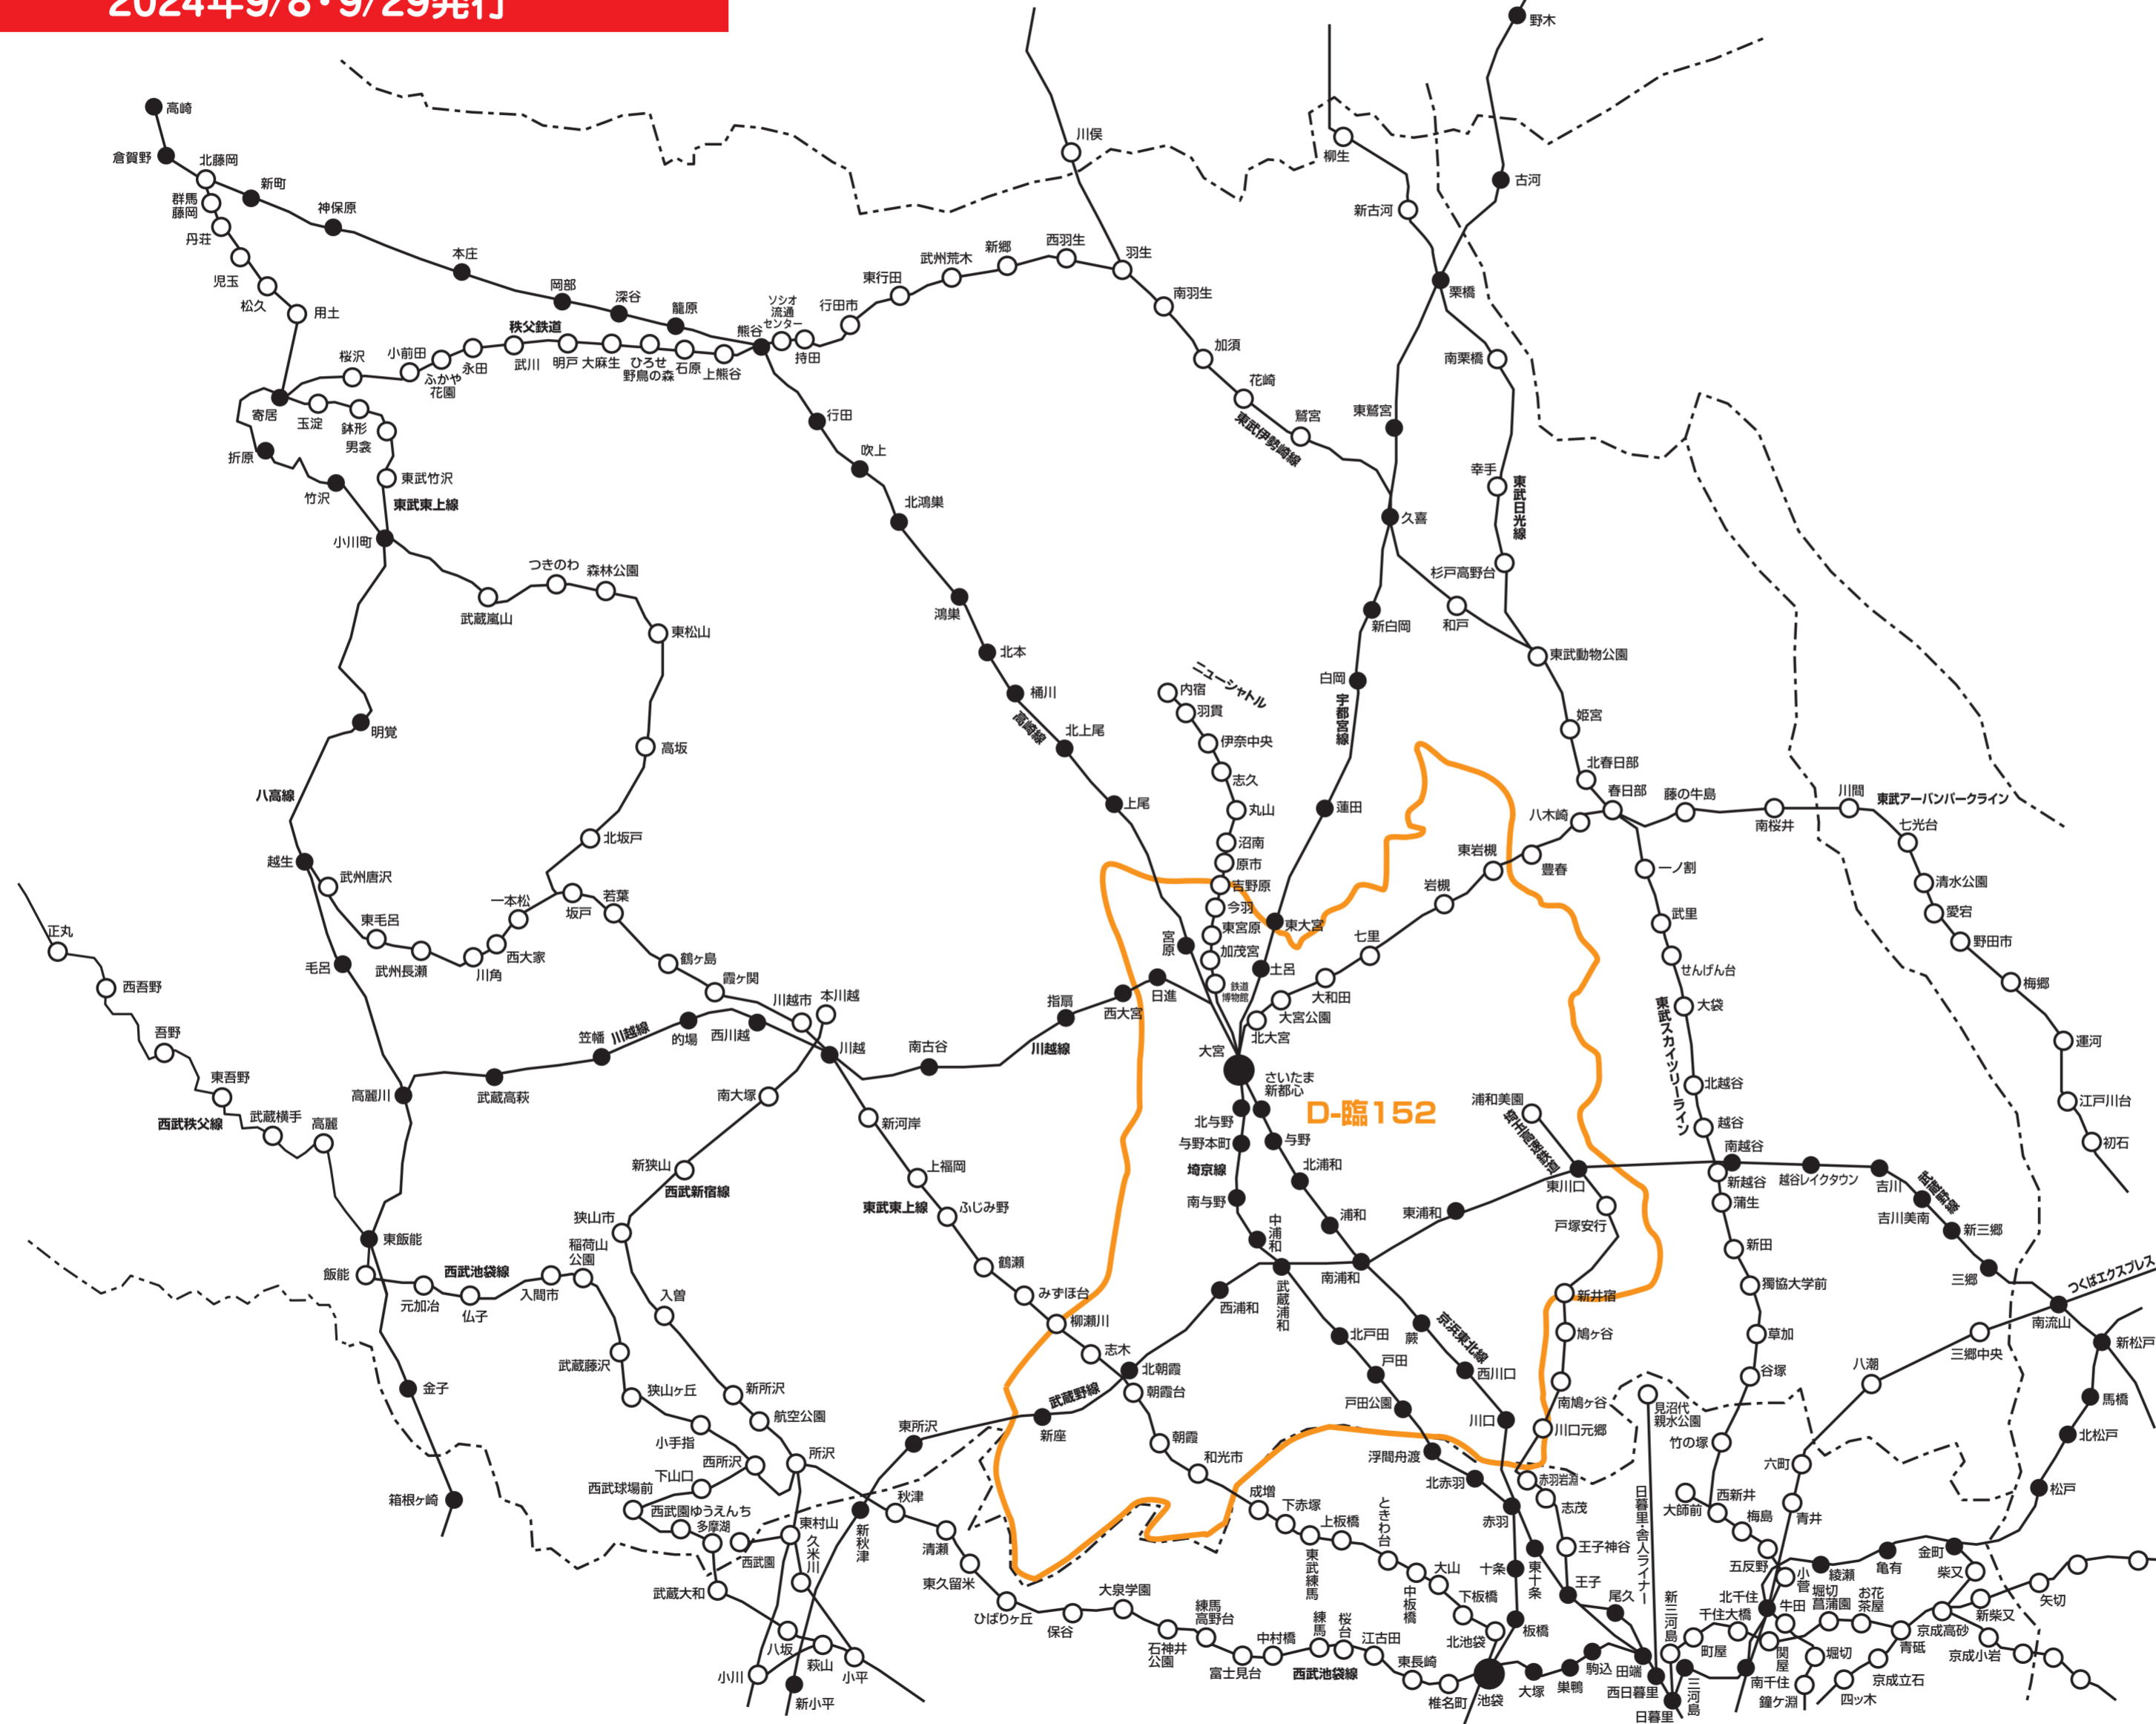 2024年9/8・9/29発行
野木
高崎
倉賀野
北藤岡
群馬
藤岡
新町
丹荘
神保原
児玉
松久
用土
本庄
岡部
深谷
籠原
熊谷
ソシオ
流通
センター
持田
行田市
東行田
武州荒木
新郷
西羽生
羽生
川俣
柳生
新古河
古河
栗橋
南栗橋
南羽生
加須
花崎
鷲宮
東武伊勢崎線
東鷲宮
幸手
東武日光線
久喜
杉戸高野台
和戸
東武動物公園
新白岡
白岡
宇都宮線
蓮田
姫宮
北春日部
春日部
八木崎
藤の牛島
南桜井
川間
東武アーバンパークライン
七光台
清水公園
愛宕
野田市
梅郷
運河
江戸川台
初石
秩父鉄道
桜沢
小前田
ふかや
花園
永田
武川
明戸
大麻生
ひろせ
野鳥の森
石原
上熊谷
寄居
玉淀
鉢形
男衾
折原
竹沢
東武竹沢
東武東上線
小川町
行田
吹上
北鴻巣
鴻巣
北本
桶川
高崎線
北上尾
上尾
武蔵嵐山
つきのわ
森林公園
東松山
高坂
北坂戸
明覚
八高線
越生
武州唐沢
東毛呂
武州長瀬
川角
西大家
一本松
坂戸
若葉
鶴ヶ島
霞ヶ関
川越市
本川越
毛呂
ニューシャトル
内宿
羽貫
伊奈中央
志久
丸山
沼南
原市
吉野原
今羽
東宮原
加茂宮
鉄道
博物館
宮原
東大宮
土呂
岩槻
東岩槻
豊春
七里
大和田
大宮公園
北大宮
大宮
一ノ割
武里
せんげん台
大袋
東武スカイツリーライン
北越谷
越谷
南越谷
新越谷
蒲生
新田
獨協大学前
草加
谷塚
竹の塚
正丸
西吾野
吾野
東吾野
西武秩父線
武蔵横手
高麗
高麗川
武蔵高萩
笠幡
川越線
的場
西川越
川越
南古谷
川越線
指扇
西大宮
日進
南大塚
新狭山
西武新宿線
狭山市
新河岸
上福岡
東武東上線
ふじみ野
鶴瀬
みずほ台
柳瀬川
志木
さいたま
新都心
北与野
与野本町
与野
埼京線
北浦和
南与野
浦和
中浦和
D-臨152
浦和美園
埼玉高速鉄道
東川口
戸塚安行
新井宿
鳩ヶ谷
南鳩ヶ谷
川口元郷
東浦和
越谷レイクタウン
吉川
武蔵野線
吉川美南
新三郷
三郷
南流山
つくばエクスプレス
新松戸
三郷中央
八潮
馬橋
北松戸
松戸
東飯能
飯能
元加治
西武池袋線
仏子
入間市
稲荷山
公園
入曽
武蔵藤沢
狭山ヶ丘
新所沢
航空公園
小手指
所沢
西所沢
下山口
西武球場前
西武園ゆうえんち
多摩湖
西武園
東村山
久米川
武蔵大和
八坂
萩山
小川
小平
新小平
金子
箱根ヶ崎
東所沢
新座
武蔵野線
北朝霞
朝霞台
朝霞
和光市
新秋津
秋津
清瀬
東久留米
ひばりヶ丘
保谷
大泉学園
石神井
公園
練馬
高野台
富士見台
中村橋
練馬
西武池袋線
桜台
江古田
東長崎
椎名町
池袋
西浦和
武蔵浦和
南浦和
北戸田
戸田
戸田公園
浮間舟渡
北赤羽
蕨
京浜東北線
西川口
川口
赤羽岩淵
志茂
赤羽
王子神谷
十条
東十条
王子
尾久
板橋
成増
下赤塚
東武練馬
上板橋
ときわ台
中板橋
大山
下板橋
北池袋
大塚
巣鴨
駒込
田端
西日暮里
日暮里
三河島
新三河島
見沼代
親水公園
日暮里・舎人ライナー
六町
青井
大師前
西新井
梅島
五反野
小菅
綾瀬
亀有
金町
柴又
北千住
千住大橋
町屋
牛田
堀切
菖蒲園
お花
茶屋
関屋
堀切
南千住
鐘ヶ淵
青砥
京成高砂
京成立石
四ッ木
新柴又
京成小岩
矢切